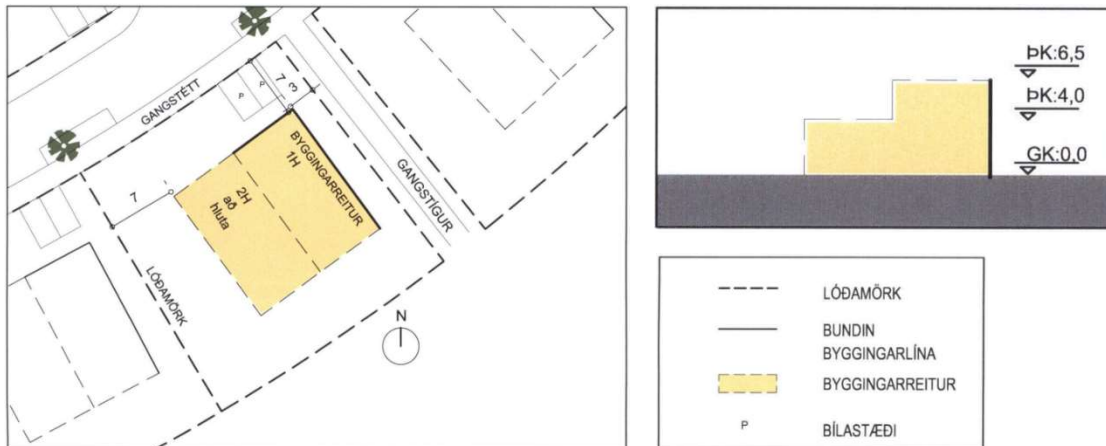 GANGSTÉTT
P
P
7
3
BYGGINGARREITUR
1H
2H
að
hluta
GANGSTÍGUR
7
LÓÐAMÖRK
N
ÞK:6,5
ÞK:4,0
GK:0,0
LÓÐAMÖRK
BUNDIN
BYGGINGARLÍNA
BYGGINGARREITUR
P
BÍLASTÆÐI